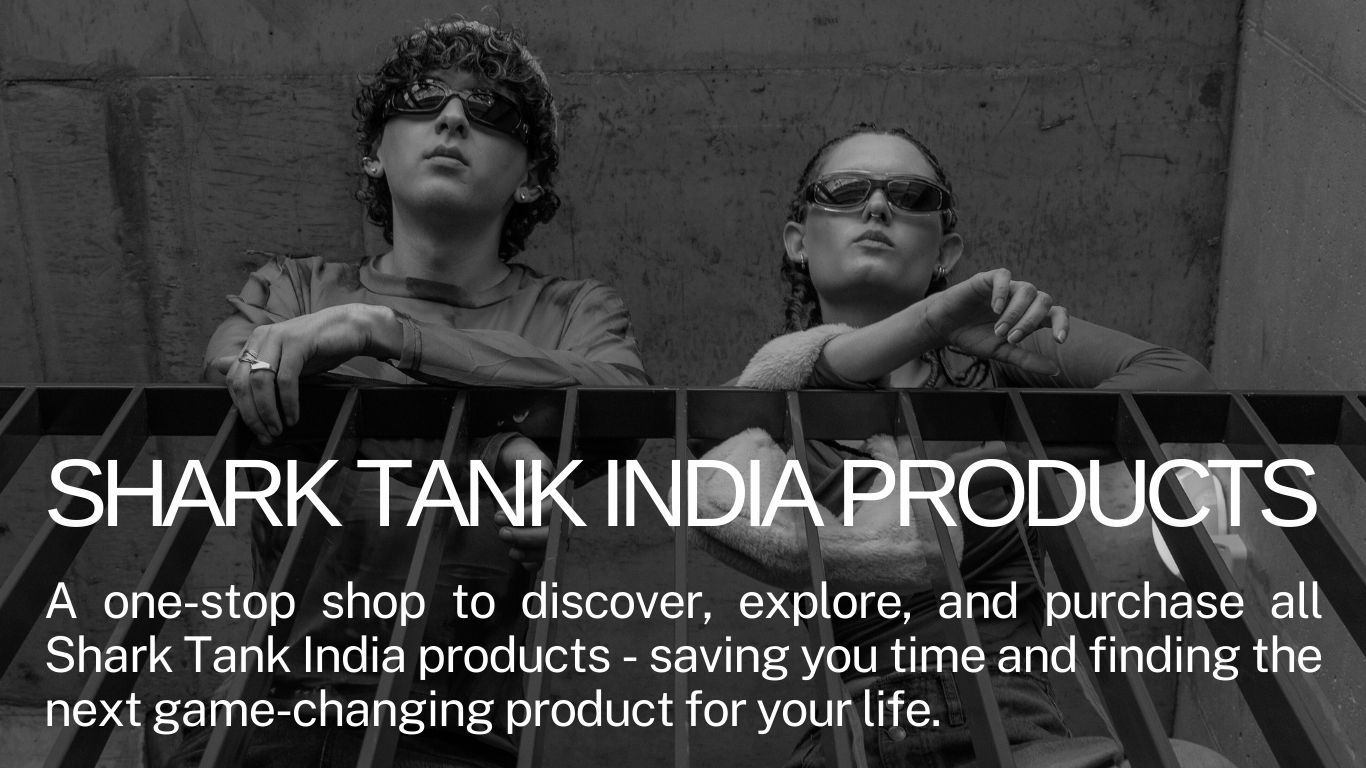 SHARK TANK INDIA PRODUCTS
A one-stop shop to discover, explore, and purchase all
Shark Tank India products - saving you time and finding the
next game-changing product for your life.